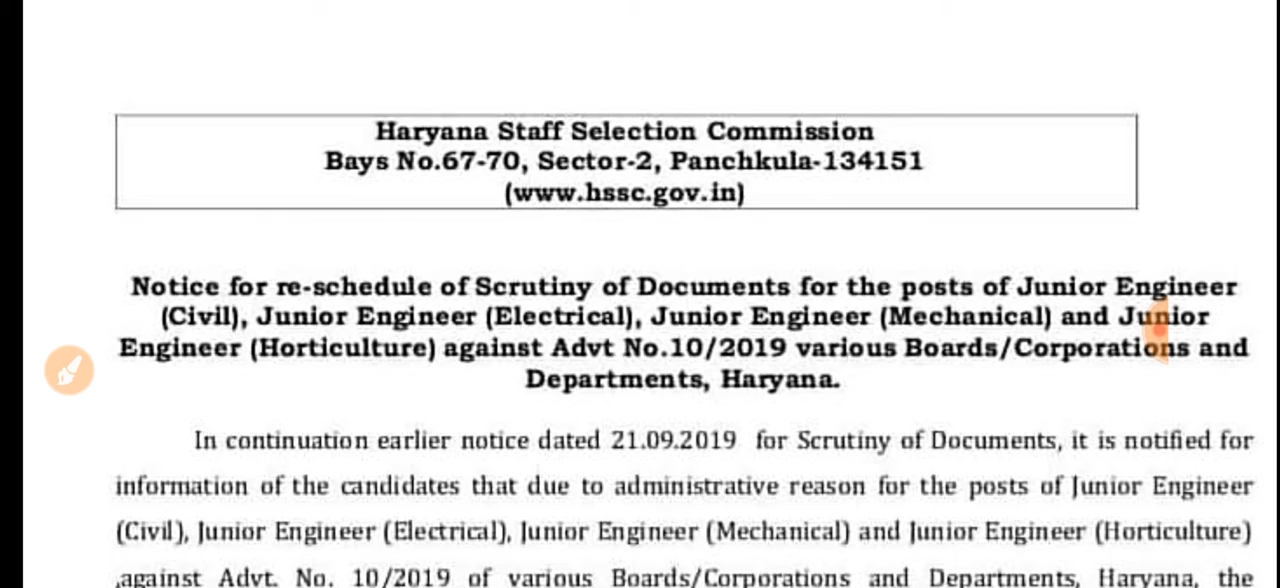 Haryana Staff Selection Commission
Bays No.67-70, Sector-2, Panchkula-134151
(www.hssc.gov.in)
Notice for re-schedule of Scrutiny of Documents for the posts of Junior Engineer
(Civil), Junior Engineer (Electrical), Junior Engineer (Mechanical) and Junior
Engineer (Horticulture) against Advt No.10/2019 various Boards/Corporations and
Departments, Haryana.
In continuation earlier notice dated 21.09.2019 for Scrutiny of Documents, it is notified for
information of the candidates that due to administrative reason for the posts of Junior Engineer
(Civil), Junior Engineer (Electrical), Junior Engineer (Mechanical) and Junior Engineer (Horticulture)
,against Advt. No. 10/2019 of various Boards/Corporations and Departments, Haryana, the